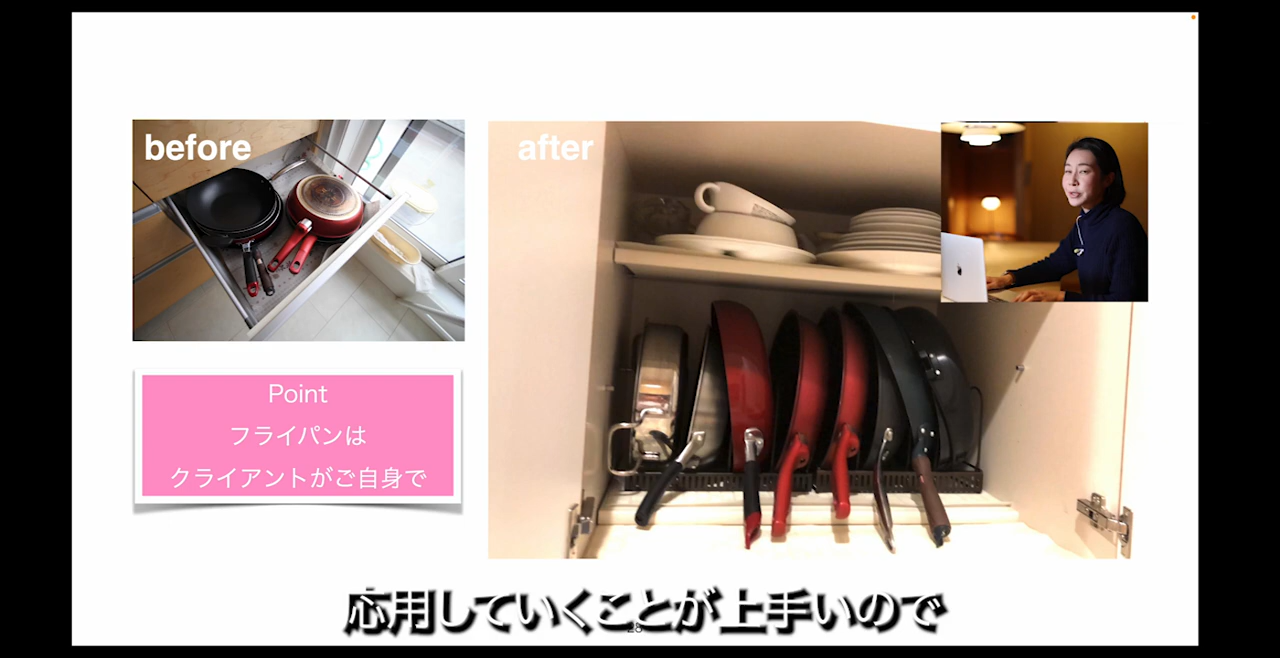 before
after
Point
フライパンは
クライアントがご自身で
応用していくことが上手いので
28